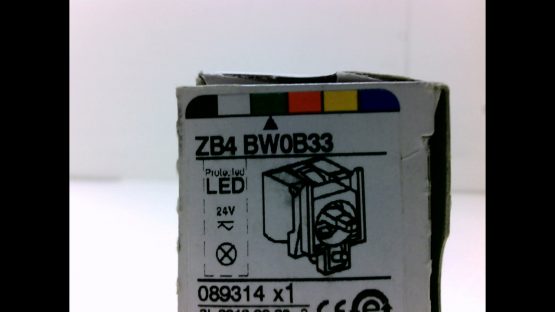 ZB4 BW0B33
Protected
LED
24V
089314 x1